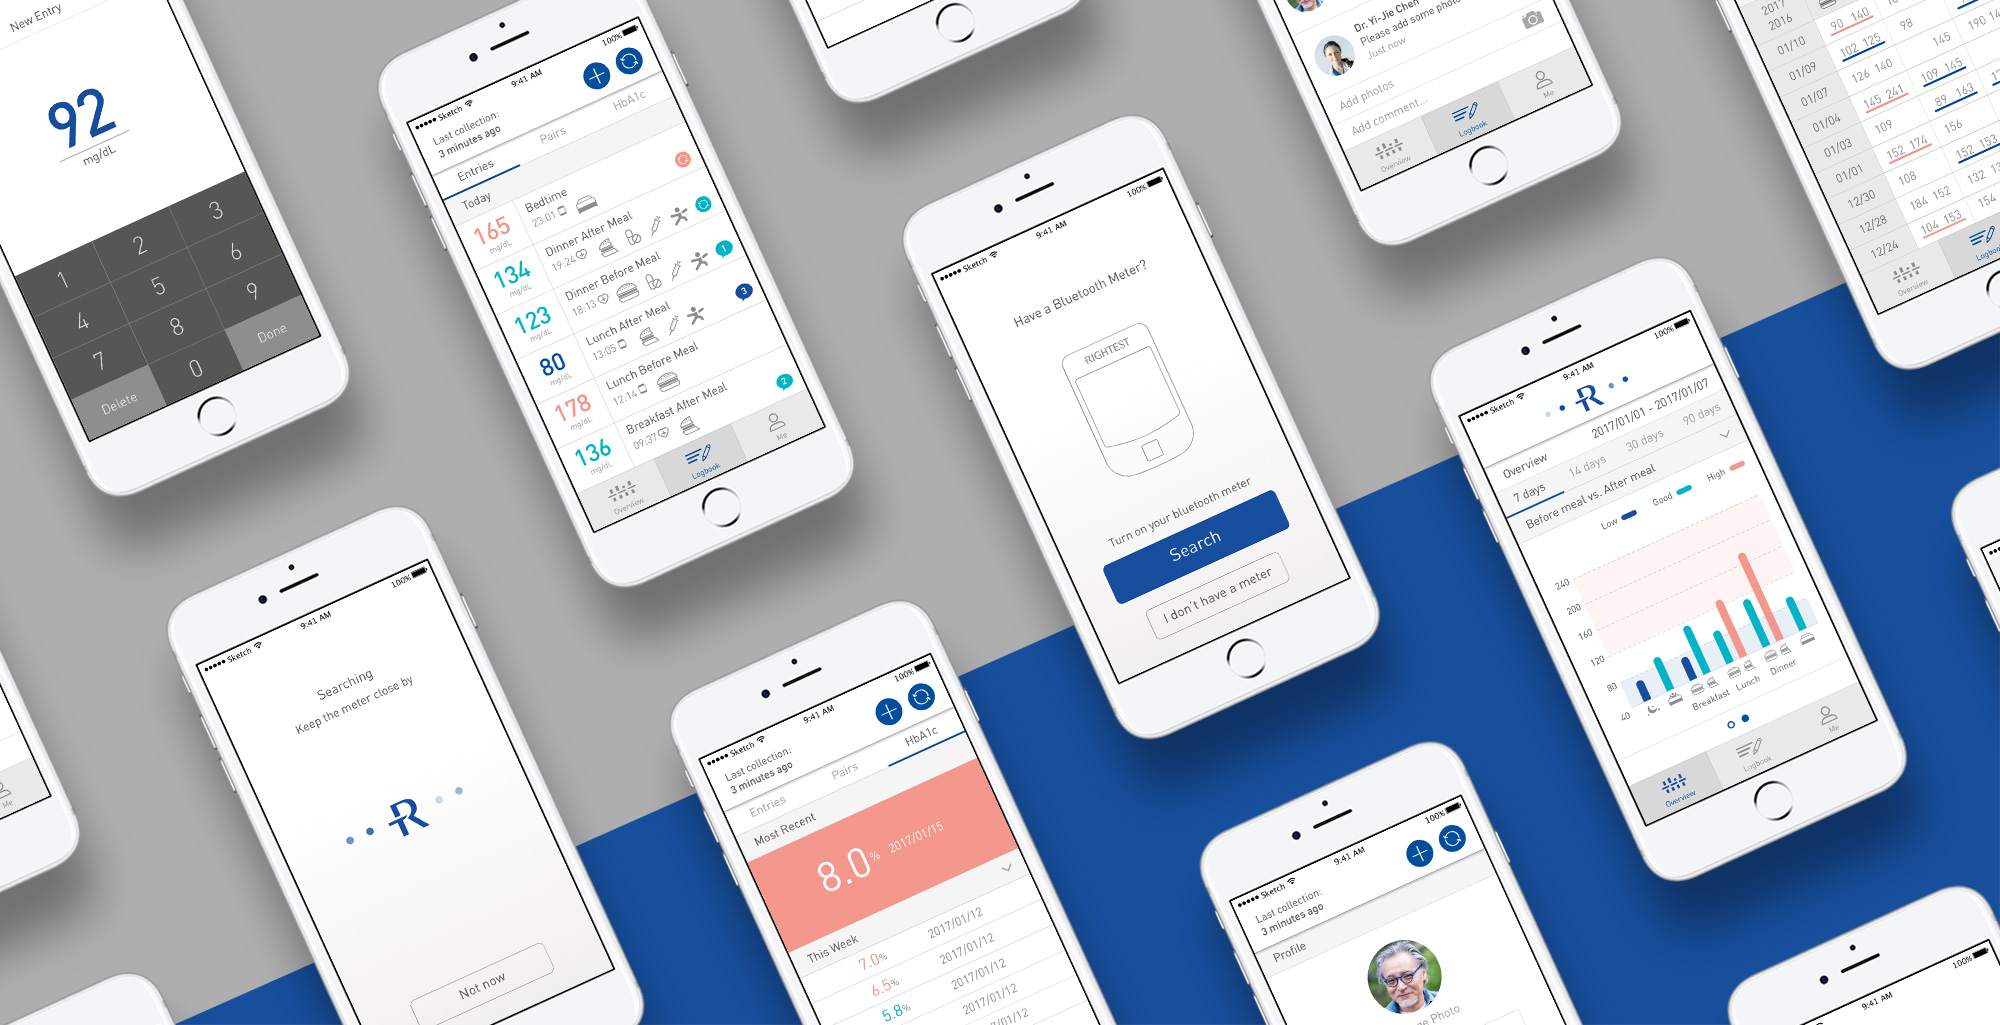 New Entry
92
mg/dL
1 2 3
4 5 6
7 8 9
Delete 0 Done
Sketch 9:41 AM 100%
Last collection:
3 minutes ago
Entries Pairs HbA1c
Today
165 mg/dL Bedtime
23:01
134 mg/dL Dinner After Meal
19:24
123 mg/dL Dinner Before Meal
18:13 1
80 mg/dL Lunch After Meal
13:05 3
178 mg/dL Lunch Before Meal
12:14
136 mg/dL Breakfast After Meal
09:37 2
Overview Logbook Me
Sketch 9:41 AM 100%
Have a Bluetooth Meter?
RIGHTEST
Turn on your bluetooth meter
Search
I don't have a meter
Dr. Yi-Jie Chen
Please add some photo
Just now
Add photos
Add comment...
Overview Logbook Me
2017
2016
01/10 90 140 98 190
01/09 102 125 145
01/07 126 140 109 145
01/04 145 241 89 163
01/03 109 156
01/01 152 174 152 153
12/30 108 132
12/28 184 152 154
12/24 104 153
Overview Logbook
Sketch 9:41 AM 100%
R
2017/01/01 - 2017/01/07
Overview
7 days 14 days 30 days 90 days
Before meal vs. After meal
Low Good High
240
200
160
120
80
40
Breakfast Lunch Dinner
Overview Logbook Me
Me
Sketch 9:41 AM 100%
Searching
Keep the meter close by
R
Not now
Sketch 9:41 AM 100%
Last collection:
3 minutes ago
Entries Pairs HbA1c
Most Recent
8.0% 2017/01/15
This Week
7.0% 2017/01/12
6.5% 2017/01/12
5.8% 2017/01/12
2017/01/12
/01/12
Sketch 9:41 AM 100%
Last collection:
3 minutes ago
Profile
Photo
9:41 AM 100%